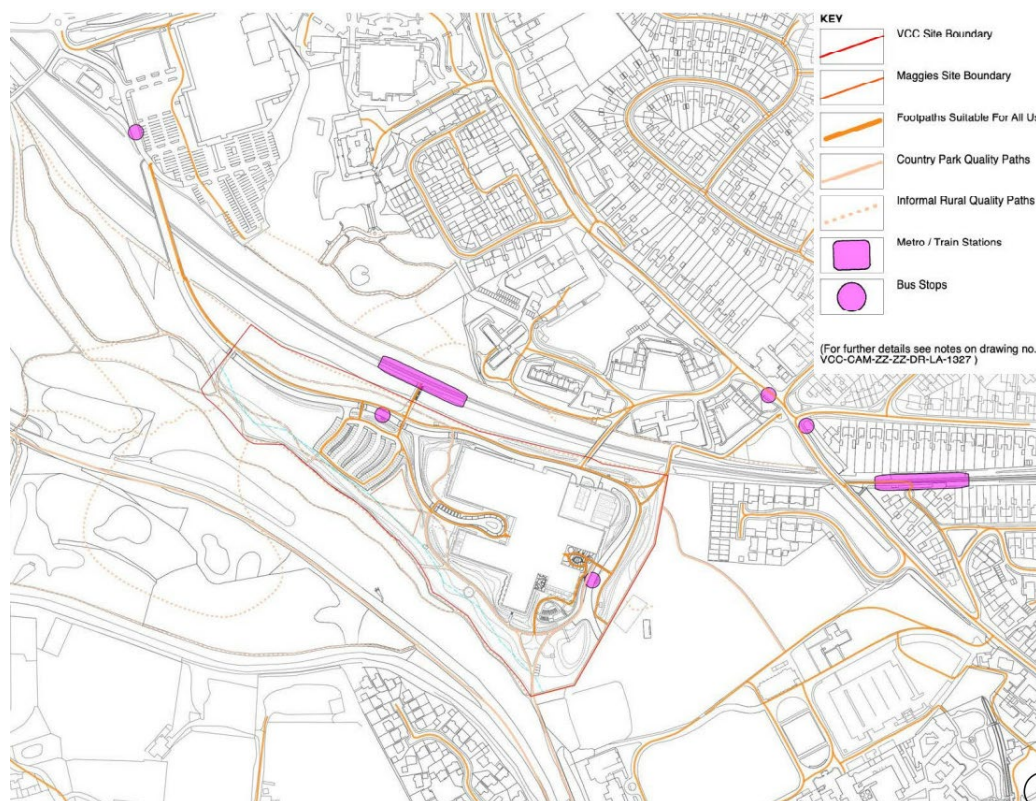 KEY
VCC Site Boundary
Maggies Site Boundary
Footpaths Suitable For All Us
Country Park Quality Paths
Informal Rural Quality Paths
Metro / Train Stations
Bus Stops
(For further details see notes on drawing no.
VCC-CAM-ZZ-ZZ-DR-LA-1327 )